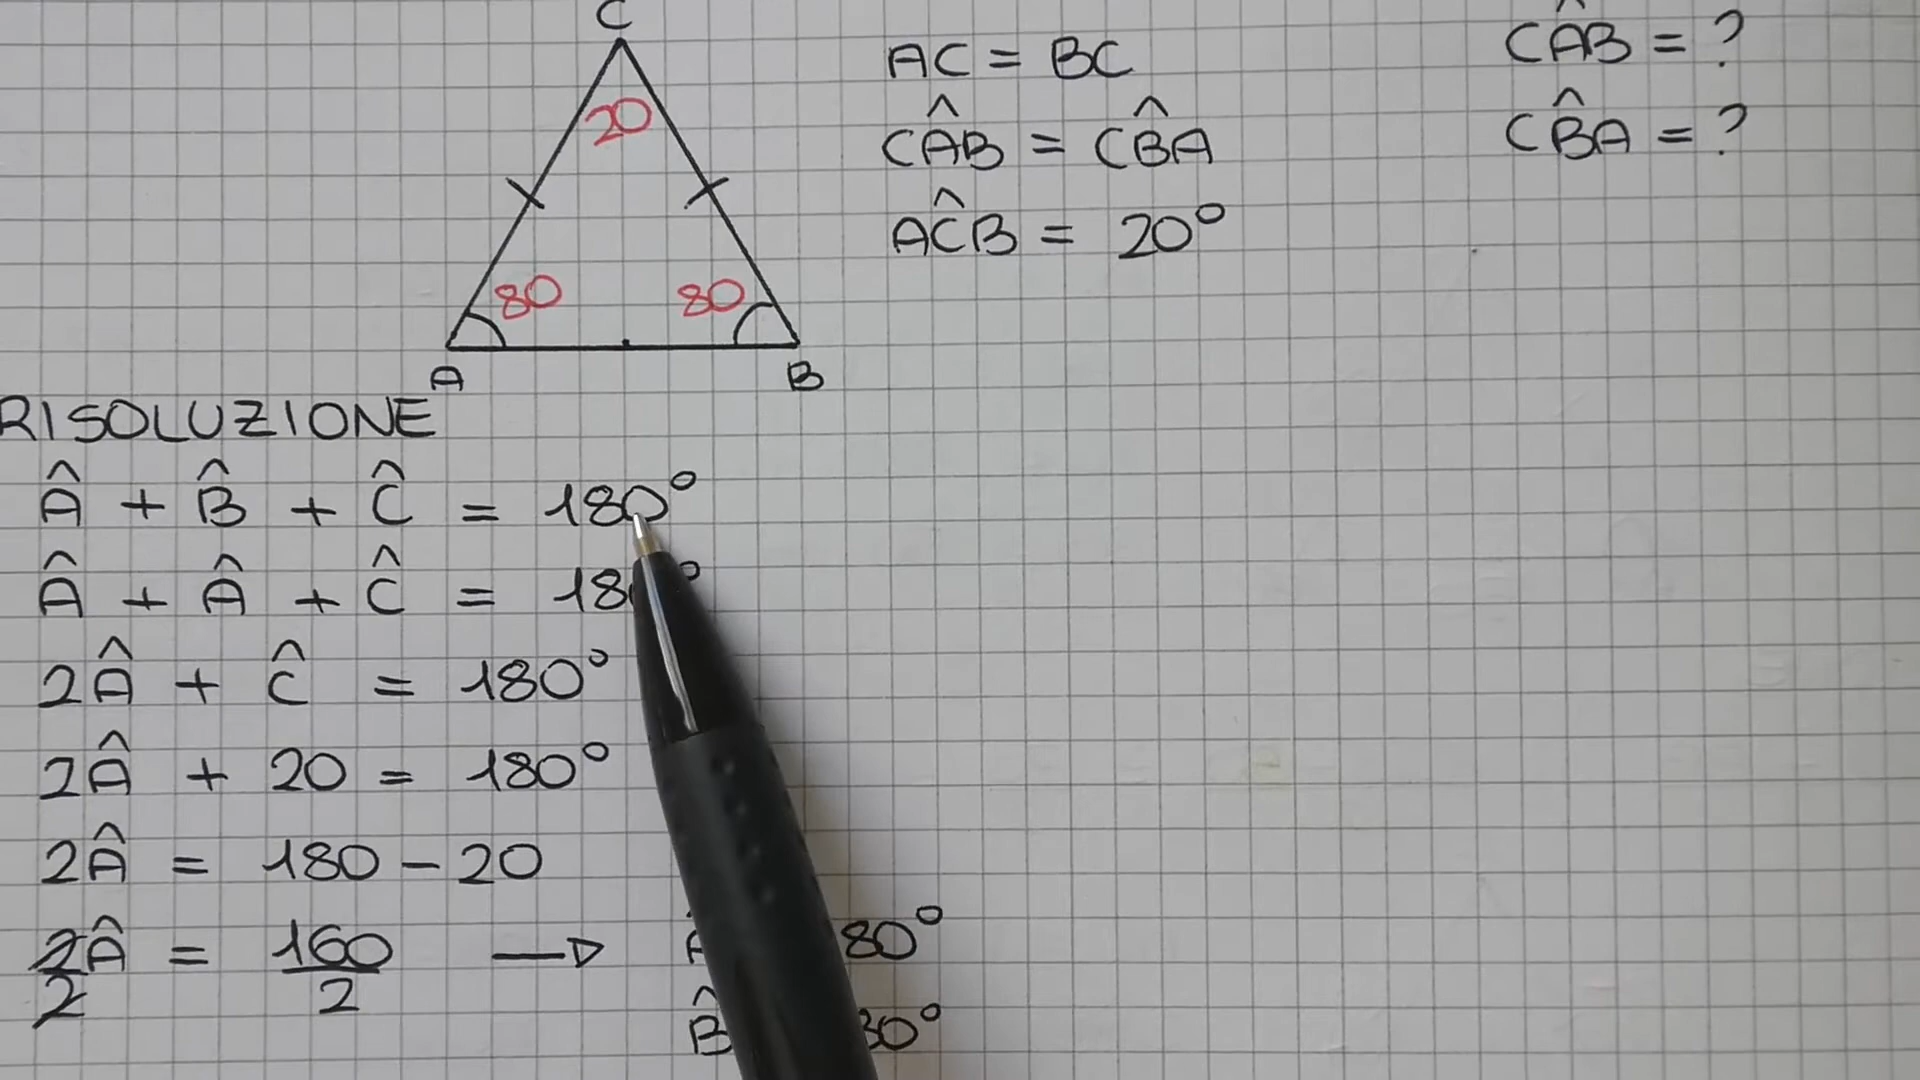 C
20
80 80
A B
AC = BC
CÂB = CB̂A
AĈB = 20°
CÂB = ?
CB̂A = ?
RISOLUZIONE
Â + B̂ + Ĉ = 180°
Â + Â + Ĉ = 18 °
2Â + Ĉ = 180°
2Â + 20 = 180°
2Â = 180 - 20
2Â/2 = 160/2 → 80°
B̂